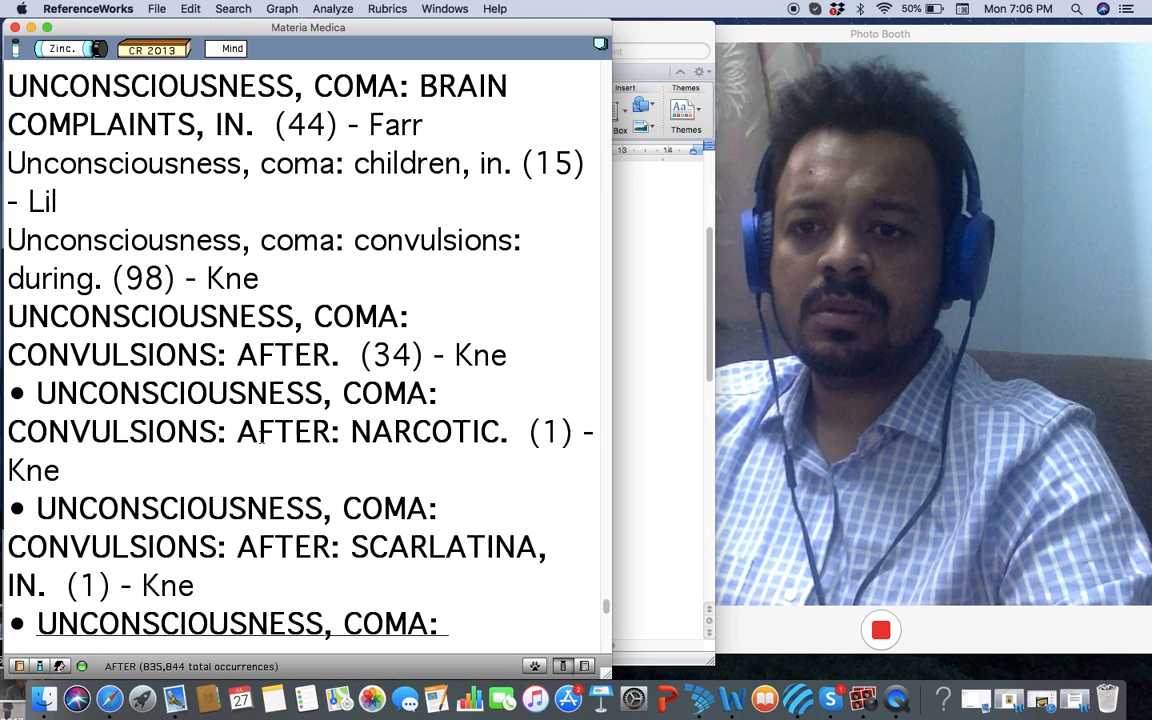 ReferenceWorks File Edit Search Graph Analyze Rubrics Windows Help 50% Mon 7:06 PM
Materia Medica
Photo Booth
Zinc. CR 2013 Mind
UNCONSCIOUSNESS, COMA: BRAIN
COMPLAINTS, IN. (44) - Farr
Unconsciousness, coma: children, in. (15)
- Lil
Unconsciousness, coma: convulsions:
during. (98) - Kne
UNCONSCIOUSNESS, COMA:
CONVULSIONS: AFTER. (34) - Kne
• UNCONSCIOUSNESS, COMA:
CONVULSIONS: AFTER: NARCOTIC. (1) -
Kne
• UNCONSCIOUSNESS, COMA:
CONVULSIONS: AFTER: SCARLATINA,
IN. (1) - Kne
• UNCONSCIOUSNESS, COMA:
AFTER (835,844 total occurrences)
Insert Themes
Aa
Box Themes
13 14
27